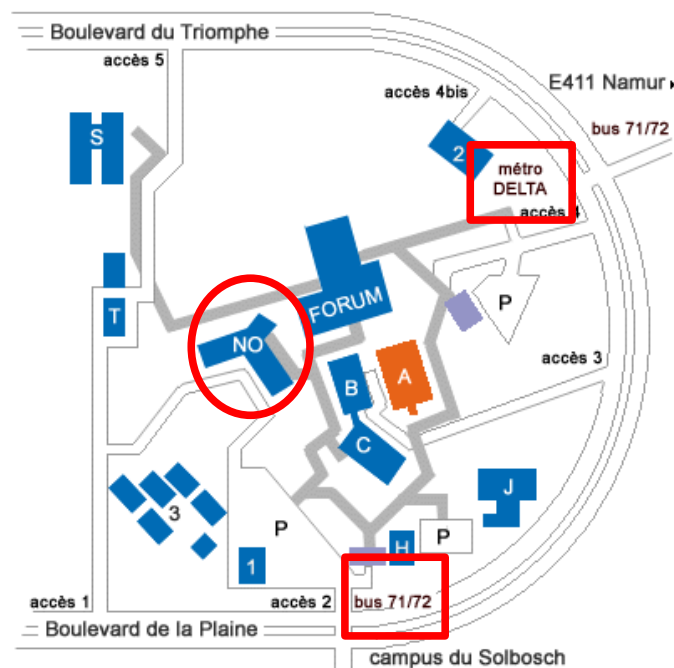 Boulevard du Triomphe
accès 5
E411 Namur
accès 4bis
bus 71/72
S
2
métro
DELTA
accès 4
FORUM
P
T
NO
accès 3
B
A
C
J
3
P
P
H
1
accès 1
accès 2
bus 71/72
Boulevard de la Plaine
campus du Solbosch